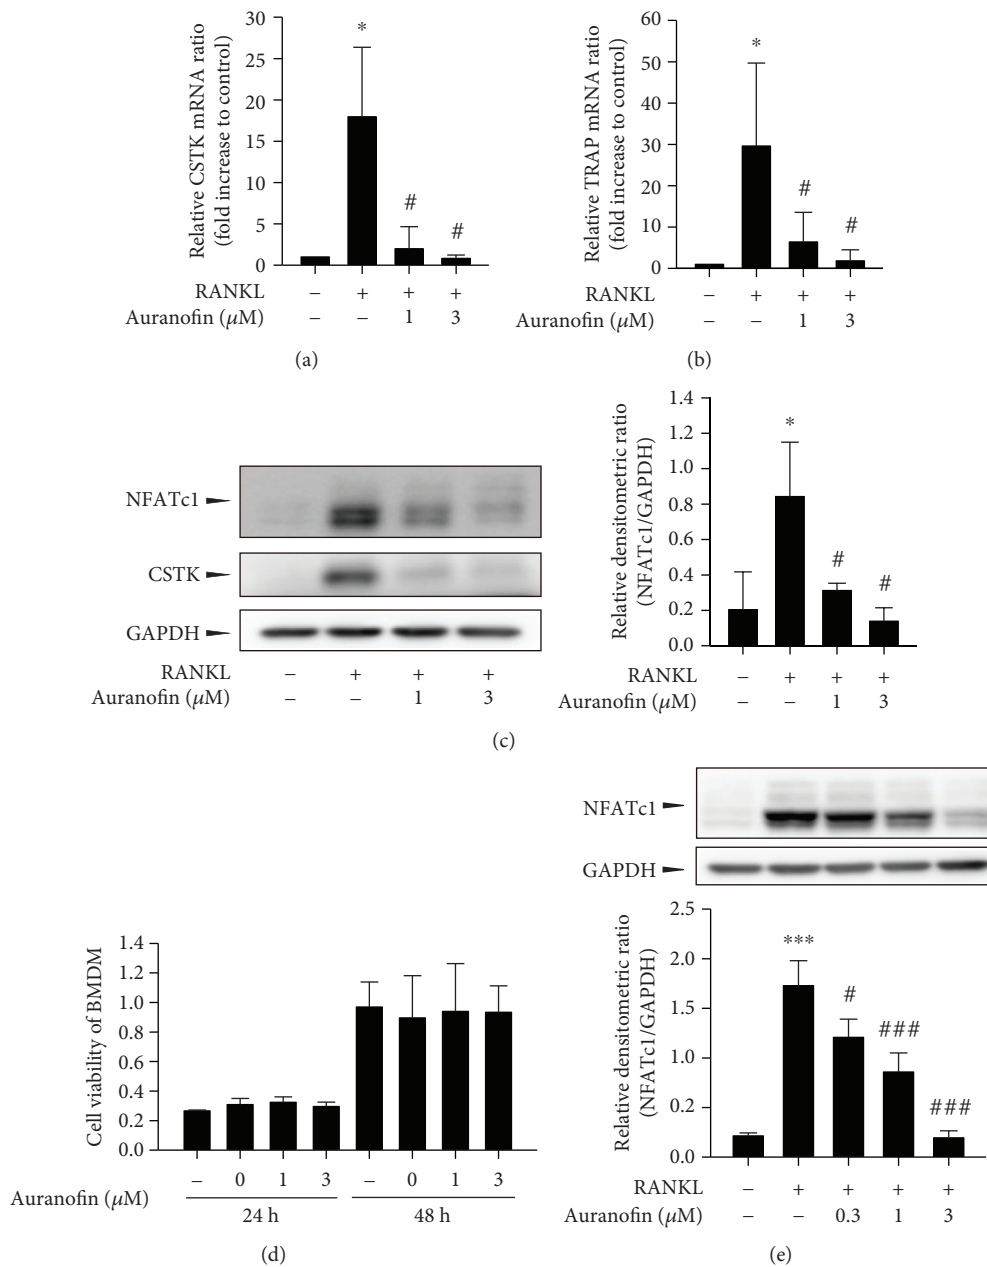 Relative CSTK mRNA ratio
(fold increase to control)
30
25
20
15
10
5
0
*
#
#
RANKL − + + +
Auranofin (μM) − − 1 3
(a)
Relative TRAP mRNA ratio
(fold increase to control)
60
50
40
30
20
10
0
*
#
#
RANKL − + + +
Auranofin (μM) − − 1 3
(b)
NFATc1
CSTK
GAPDH
RANKL − + + +
Auranofin (μM) − − 1 3
Relative densitometric ratio
(NFATc1/GAPDH)
1.4
1.2
1.0
0.8
0.6
0.4
0.2
0.0
*
#
#
RANKL − + + +
Auranofin (μM) − − 1 3
(c)
Cell viability of BMDM
1.4
1.2
1.0
0.8
0.6
0.4
0.2
0.0
Auranofin (μM) − 0 1 3 − 0 1 3
24 h 48 h
(d)
NFATc1
GAPDH
Relative densitometric ratio
(NFATc1/GAPDH)
2.5
2.0
1.5
1.0
0.2
0.0
***
#
###
###
RANKL − + + + +
Auranofin (μM) − − 0.3 1 3
(e)